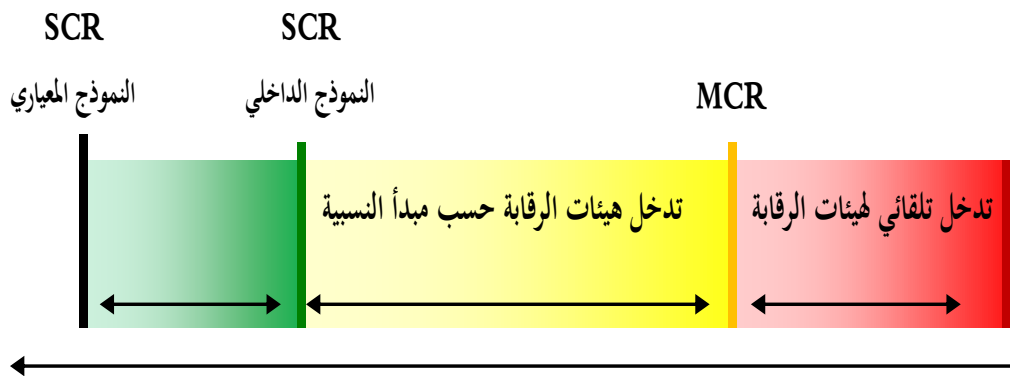 SCR
SCR
النموذج المعياري
النموذج الداخلي
MCR
تدخل هيئات الرقابة حسب مبدأ النسبية
تدخل تلقائي لهيئات الرقابة